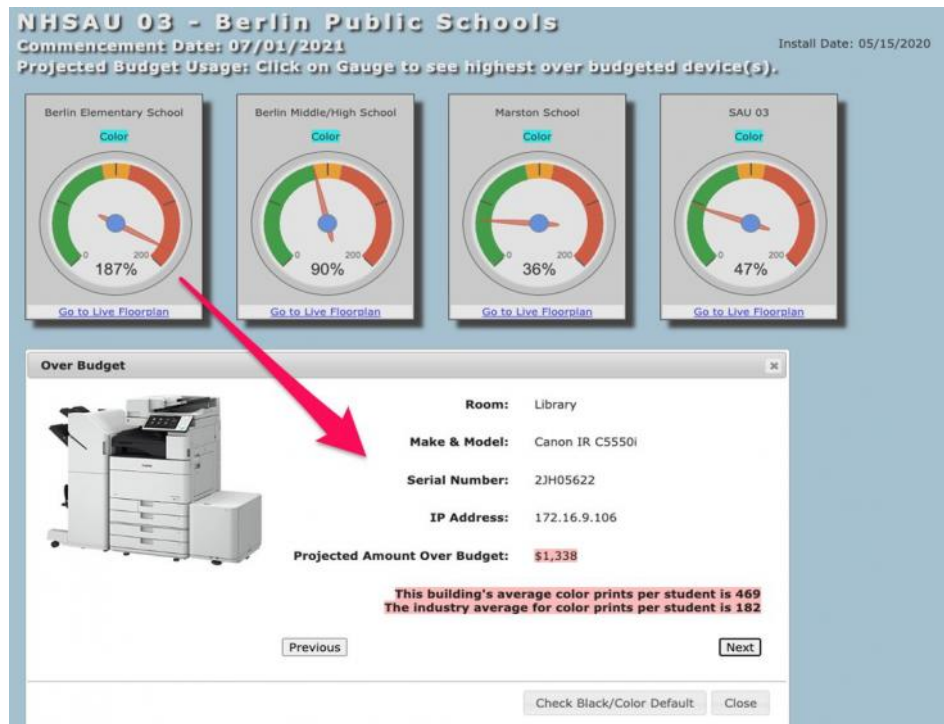 NHSAU 03 - Berlin Public Schools
Commencement Date: 07/01/2021
Install Date: 05/15/2020
Projected Budget Usage: Click on Gauge to see highest over budgeted device(s).
Berlin Elementary School
Color
0
200
187%
Go to Live Floorplan
Berlin Middle/High School
Color
0
200
90%
Go to Live Floorplan
Marston School
Color
0
200
36%
Go to Live Floorplan
SAU 03
Color
0
200
47%
Go to Live Floorplan
Over Budget
Room: Library
Make & Model: Canon IR C5550i
Serial Number: 2JH05622
IP Address: 172.16.9.106
Projected Amount Over Budget: $1,338
This building's average color prints per student is 469
The industry average for color prints per student is 182
Previous
Next
Check Black/Color Default
Close